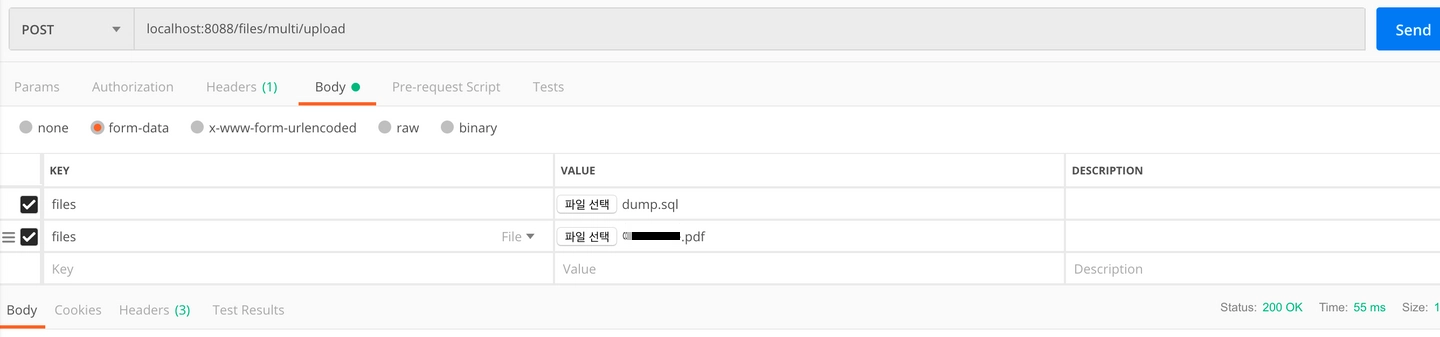 POST localhost:8088/files/multi/upload Send
Params Authorization Headers (1) Body Pre-request Script Tests
none form-data x-www-form-urlencoded raw binary
KEY VALUE DESCRIPTION
files 파일 선택 dump.sql
files File 파일 선택 .pdf
Key Value Description
Body Cookies Headers (3) Test Results Status: 200 OK Time: 55 ms Size: